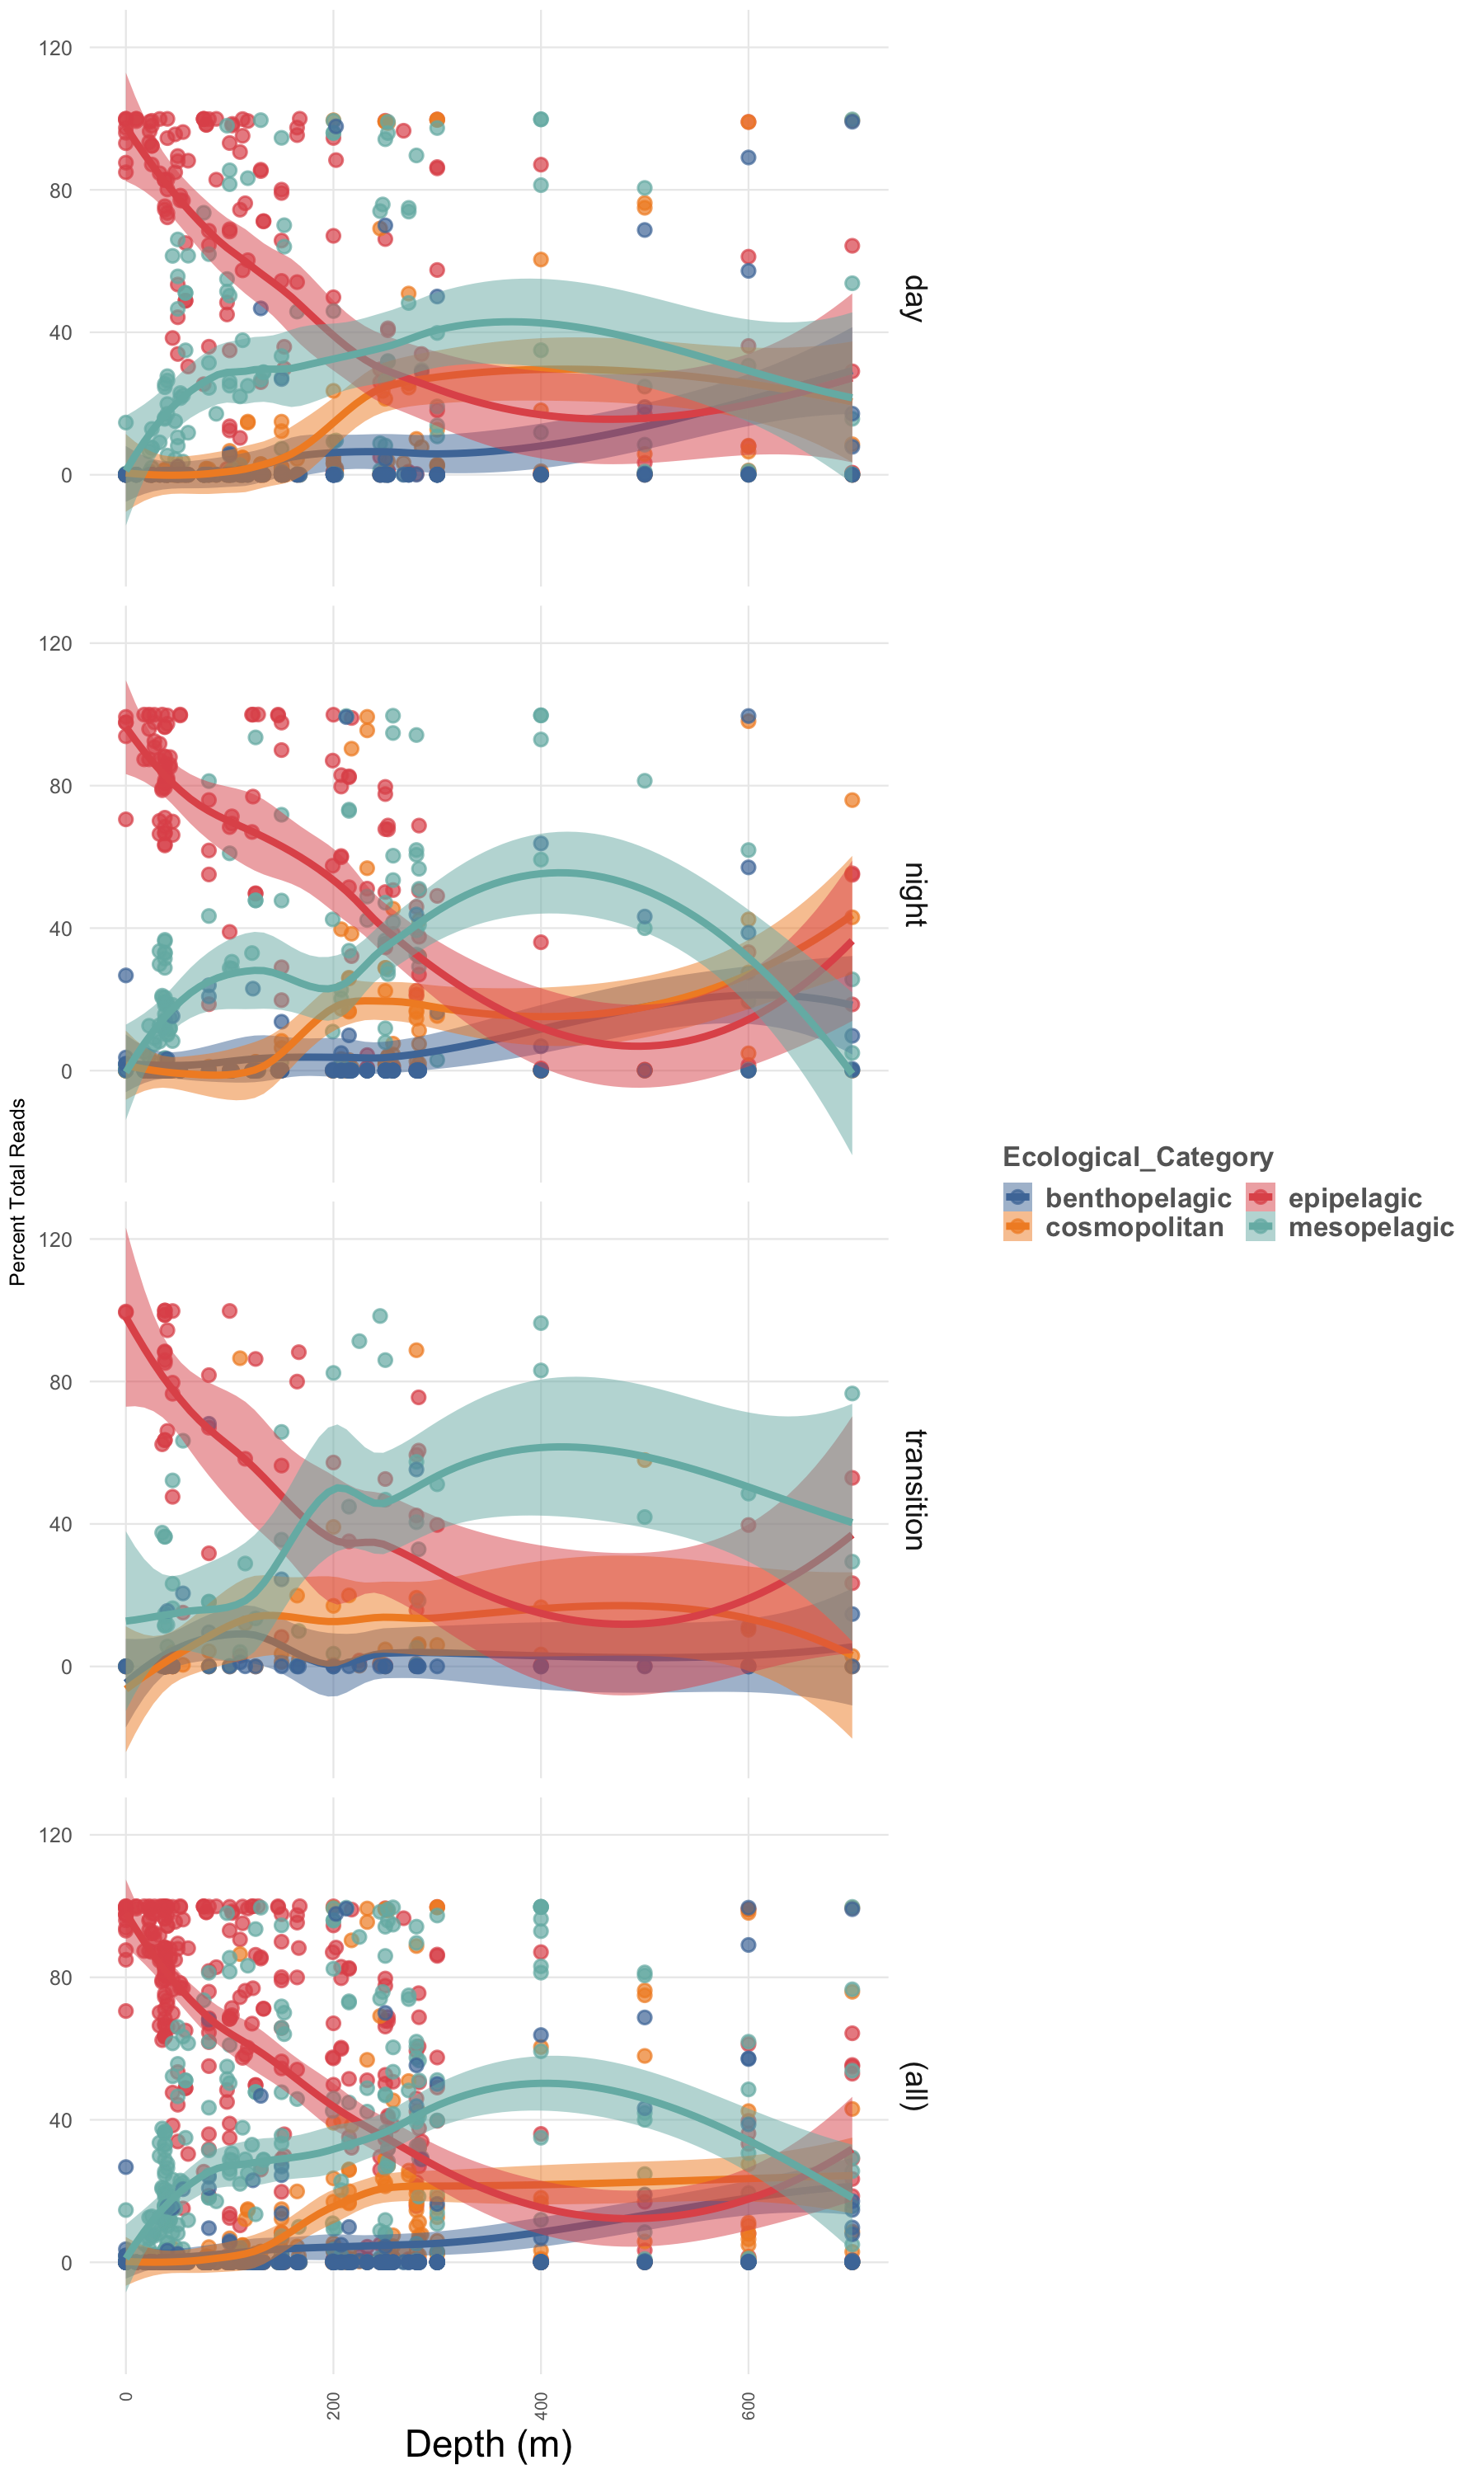 120
80
40
0
day
120
80
40
0
night
Percent Total Reads
Ecological_Category
benthopelagic epipelagic
cosmopolitan mesopelagic
120
80
40
0
transition
120
80
40
0
(all)
0 200 400 600
Depth (m)